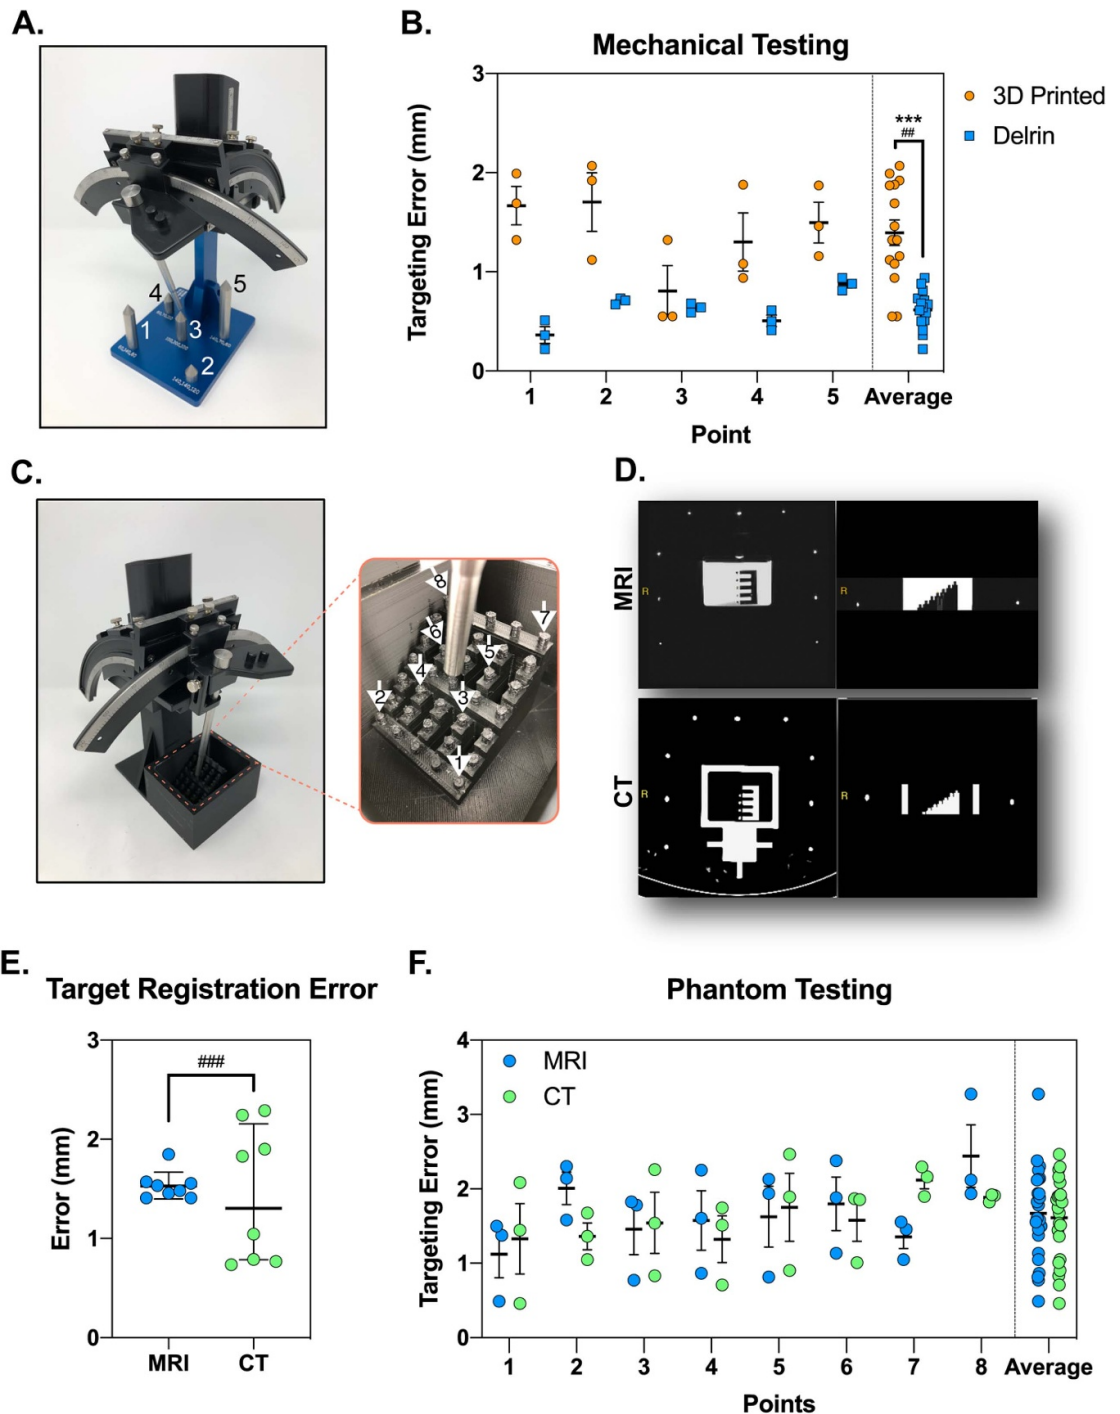 A.
4
5
1
3
2
B.
Mechanical Testing
3D Printed
Delrin
***
##
Targeting Error (mm)
3
2
1
0
1
2
3
4
5
Average
Point
C.
8
7
6
5
4
3
2
1
D.
MRI
R
R
CT
R
R
E.
Target Registration Error
###
Error (mm)
3
2
1
0
MRI
CT
F.
Phantom Testing
MRI
CT
Targeting Error (mm)
4
3
2
1
0
1
2
3
4
5
6
7
8
Average
Points